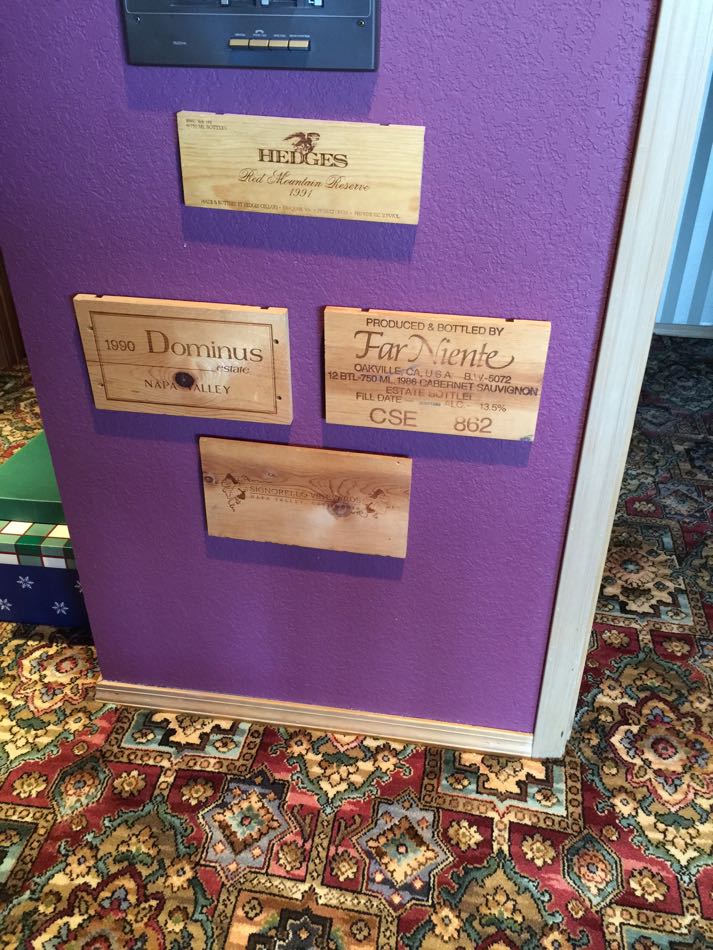 HEDGES
Red Mountain Reserve
1991
1990 Dominus
estate
NAPA VALLEY
PRODUCED & BOTTLED BY
Far Niente
OAKVILLE, CA, U.S.A B.W-5072
12 BTL-750 ML, 1986 CABERNET SAUVIGNON
ESTATE BOTTLED
FILL DATE ALC.- 13.5%
CSE 862
SIGNORELLO VINEYARDS
NAPA VALLEY